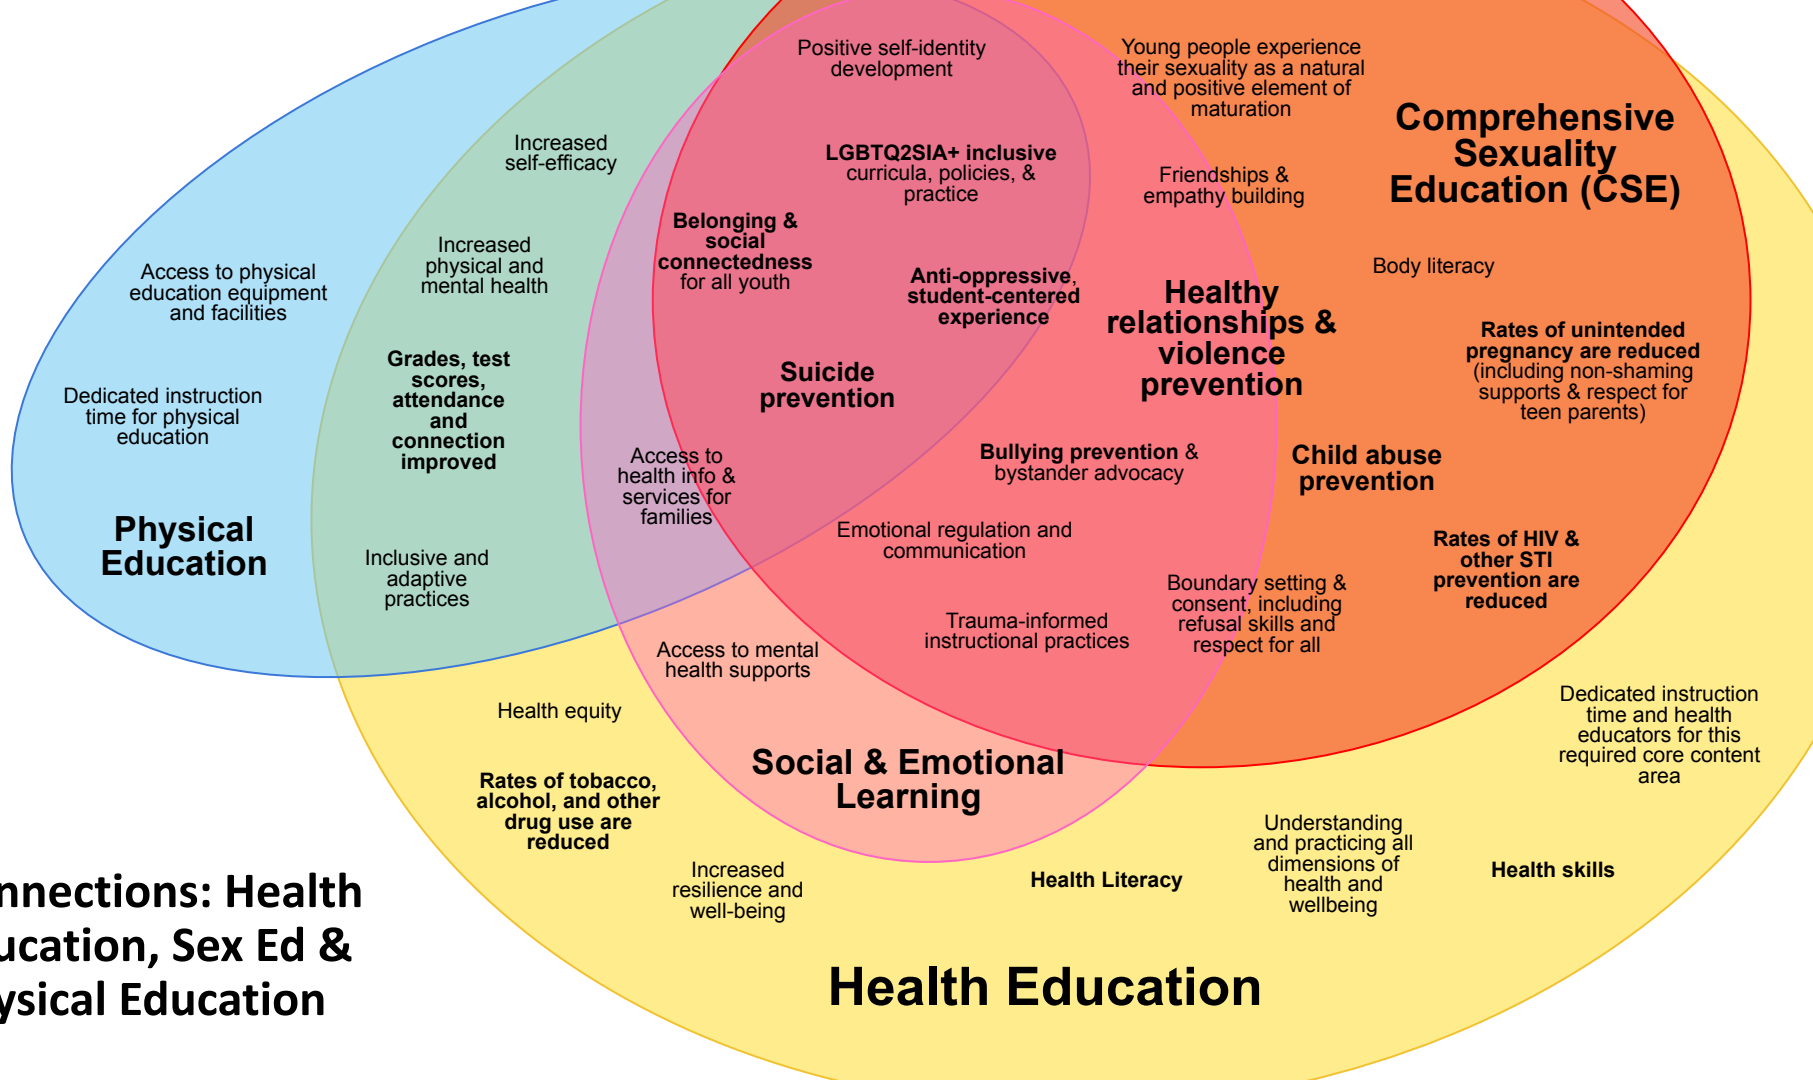 Positive self-identity
development
Young people experience
their sexuality as a natural
and positive element of
maturation
Comprehensive
Sexuality
Education (CSE)
Increased
self-efficacy
LGBTQ2SIA+ inclusive
curricula, policies, &
practice
Friendships &
empathy building
Belonging &
social
connectedness
for all youth
Increased
physical and
mental health
Access to physical
education equipment
and facilities
Anti-oppressive,
student-centered
experience
Healthy
relationships &
violence
prevention
Body literacy
Rates of unintended
pregnancy are reduced
(including non-shaming
supports & respect for
teen parents)
Grades, test
scores,
attendance
and
connection
improved
Suicide
prevention
Dedicated instruction
time for physical
education
Access to
health info &
services for
families
Bullying prevention &
bystander advocacy
Child abuse
prevention
Physical
Education
Emotional regulation and
communication
Rates of HIV &
other STI
prevention are
reduced
Inclusive and
adaptive
practices
Boundary setting &
consent, including
refusal skills and
respect for all
Trauma-informed
instructional practices
Access to mental
health supports
Health equity
Dedicated instruction
time and health
educators for this
required core content
area
Social & Emotional
Learning
Rates of tobacco,
alcohol, and other
drug use are
reduced
Understanding
and practicing all
dimensions of
health and
wellbeing
Increased
resilience and
well-being
Health Literacy
Health skills
nnections: Health
ucation, Sex Ed &
ysical Education
Health Education